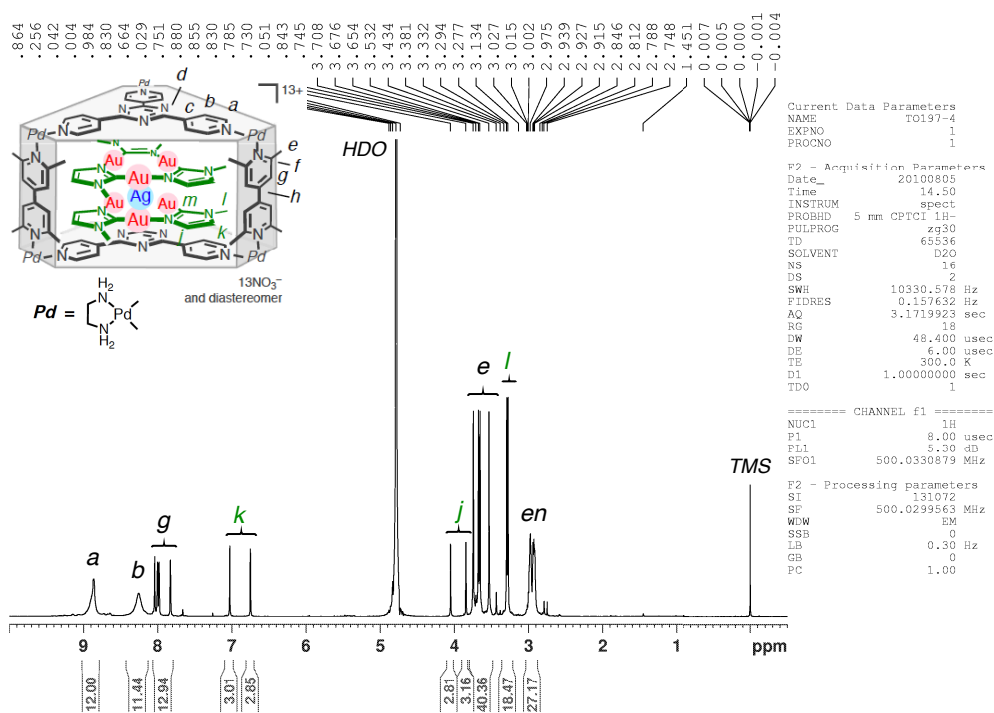 .864
.256
.042
.004
.984
.830
.664
.029
.751
.880
.785
.730
.051
.843
.745
3.708
3.676
3.654
3.532
3.434
3.381
3.332
3.294
3.277
3.134
3.027
3.015
3.002
2.975
2.939
2.927
2.915
2.846
2.812
2.788
2.748
1.451
0.007
0.005
0.000
-0.001
-0.004
Pd
d
b
a
c
13+
N
N
N
N
N
Pd
Pd
e
f
g
h
Au
Au
Au
Ag
Au
Au
Au
m
l
j
k
Pd
Pd
13NO3−
and diastereomer
Pd =
H2
N
Pd
N
H2
HDO
e
l
TMS
g
k
j
en
a
b
9 8 7 6 5 4 3 2 1 ppm
12.00
11.44
12.94
3.01
2.85
2.81
3.16
40.36
18.47
27.17
Current Data Parameters
NAME TO197-4
EXPNO 1
PROCNO 1
F2 - Acquisition Parameters
Date_ 20100805
Time 14.50
INSTRUM spect
PROBHD 5 mm CPTCI 1H-
PULPROG zg30
TD 65536
SOLVENT D2O
NS 16
DS 2
SWH 10330.578 Hz
FIDRES 0.157632 Hz
AQ 3.1719923 sec
RG 18
DW 48.400 usec
DE 6.00 usec
TE 300.0 K
D1 1.00000000 sec
TD0 1
======== CHANNEL f1 ========
NUC1 1H
P1 8.00 usec
PL1 5.30 dB
SFO1 500.0330879 MHz
F2 - Processing parameters
SI 131072
SF 500.0299563 MHz
WDW EM
SSB 0
LB 0.30 Hz
GB 0
PC 1.00